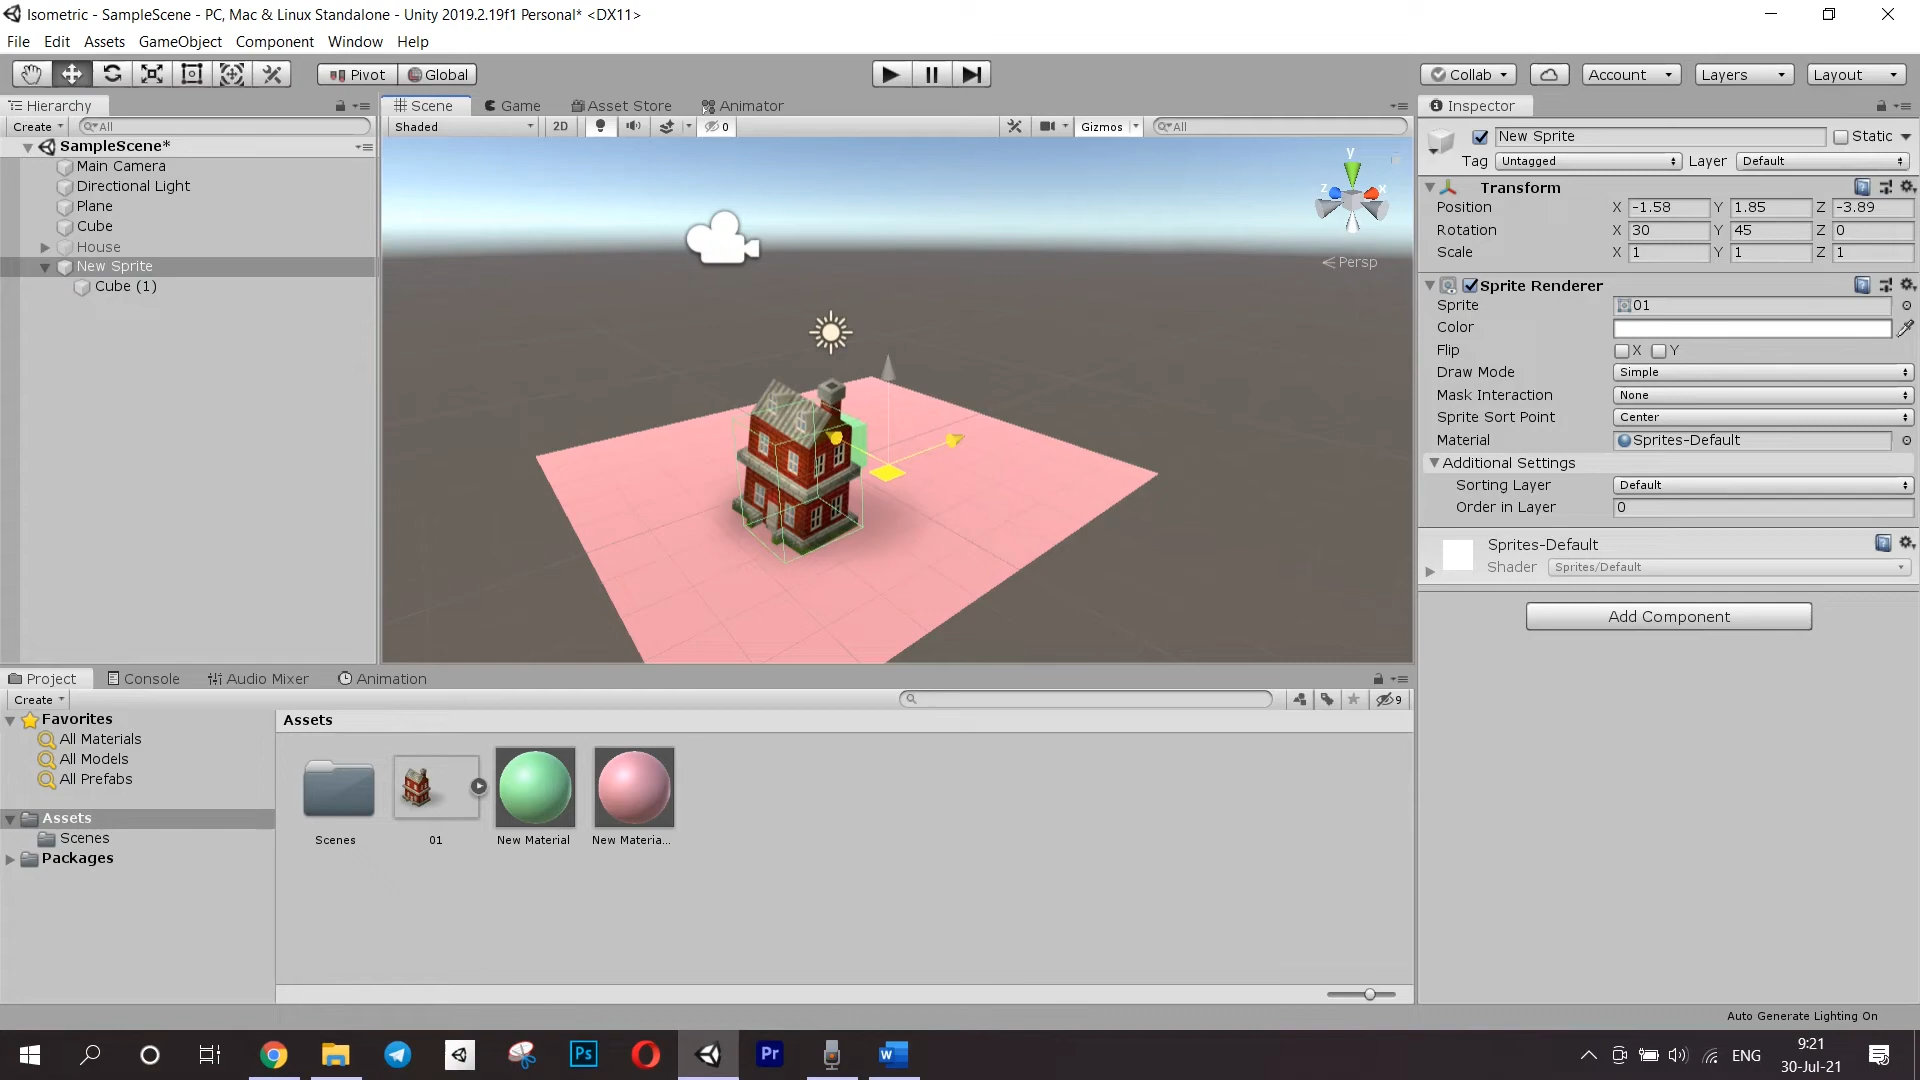 Isometric - SampleScene - PC, Mac & Linux Standalone - Unity 2019.2.19f1 Personal* <DX11>
File Edit Assets GameObject Component Window Help
Pivot Global Collab Account Layers Layout
Hierarchy Scene Game Asset Store Animator Inspector
Create All Shaded 2D 0 Gizmos All
New Sprite Static
Tag Untagged Layer Default
SampleScene*
Main Camera
Directional Light
Plane
Cube
House
New Sprite
Cube (1)
y
z x
Persp
Transform
Position X -1.58 Y 1.85 Z -3.89
Rotation X 30 Y 45 Z 0
Scale X 1 Y 1 Z 1
Sprite Renderer
Sprite 01
Color
Flip X Y
Draw Mode Simple
Mask Interaction None
Sprite Sort Point Center
Material Sprites-Default
Additional Settings
Sorting Layer Default
Order in Layer 0
Sprites-Default
Shader Sprites/Default
Add Component
Project Console Audio Mixer Animation
Create 9
Favorites
All Materials
All Models
All Prefabs
Assets
Scenes
Packages
Assets
Scenes 01 New Material New Materia...
Auto Generate Lighting On
Ps Pr W
ENG
9:21
30-Jul-21